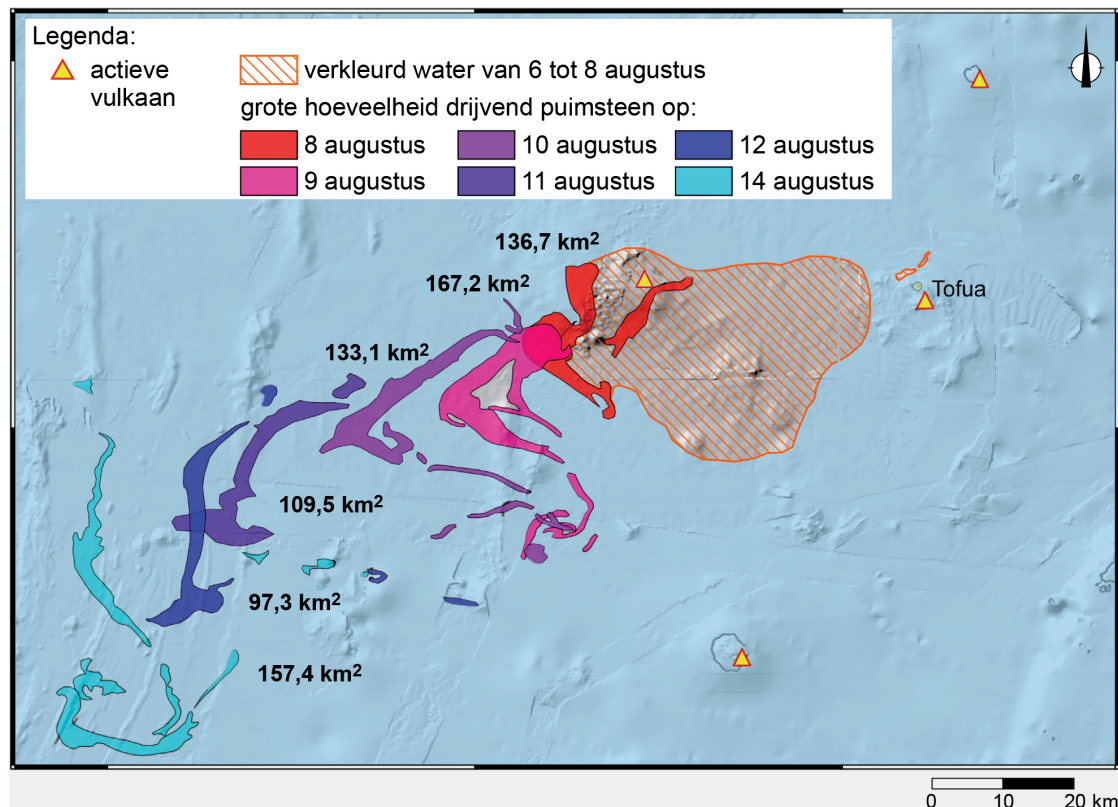 Legenda:
actieve
vulkaan
verkleurd water van 6 tot 8 augustus
grote hoeveelheid drijvend puimsteen op:
8 augustus
10 augustus
12 augustus
9 augustus
11 augustus
14 augustus
136,7 km²
167,2 km²
Tofua
133,1 km²
109,5 km²
97,3 km²
157,4 km²
0 10 20 km